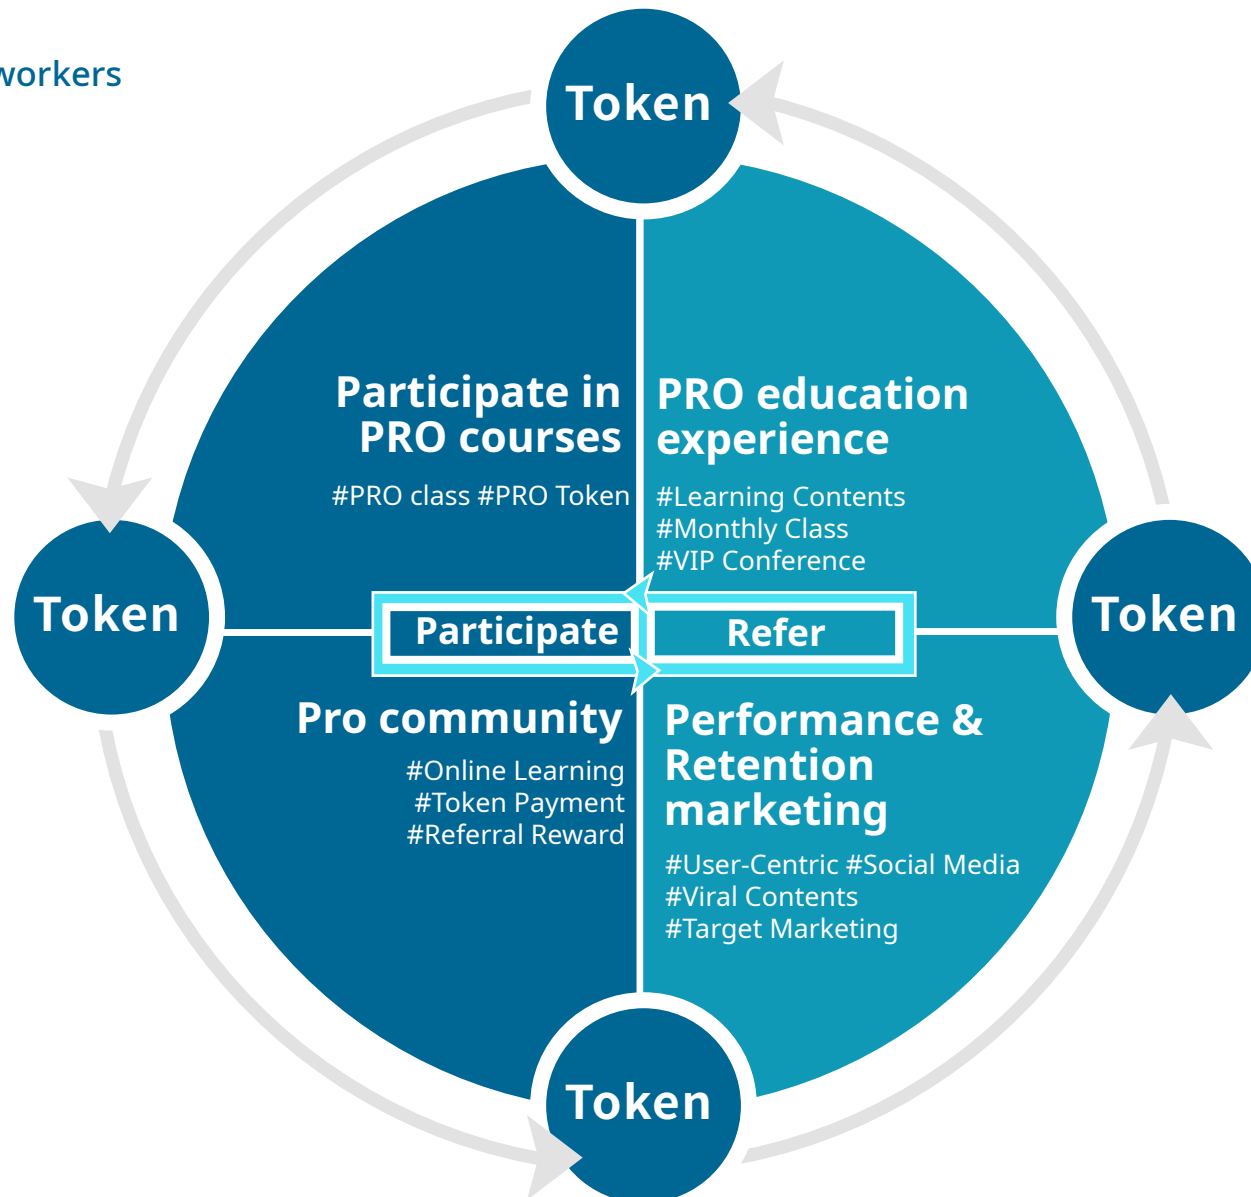 workers
Token
Participate in
PRO courses
#PRO class #PRO Token
PRO education
experience
#Learning Contents
#Monthly Class
#VIP Conference
Token
Participate
Refer
Token
Pro community
#Online Learning
#Token Payment
#Referral Reward
Performance &
Retention
marketing
#User-Centric #Social Media
#Viral Contents
#Target Marketing
Token